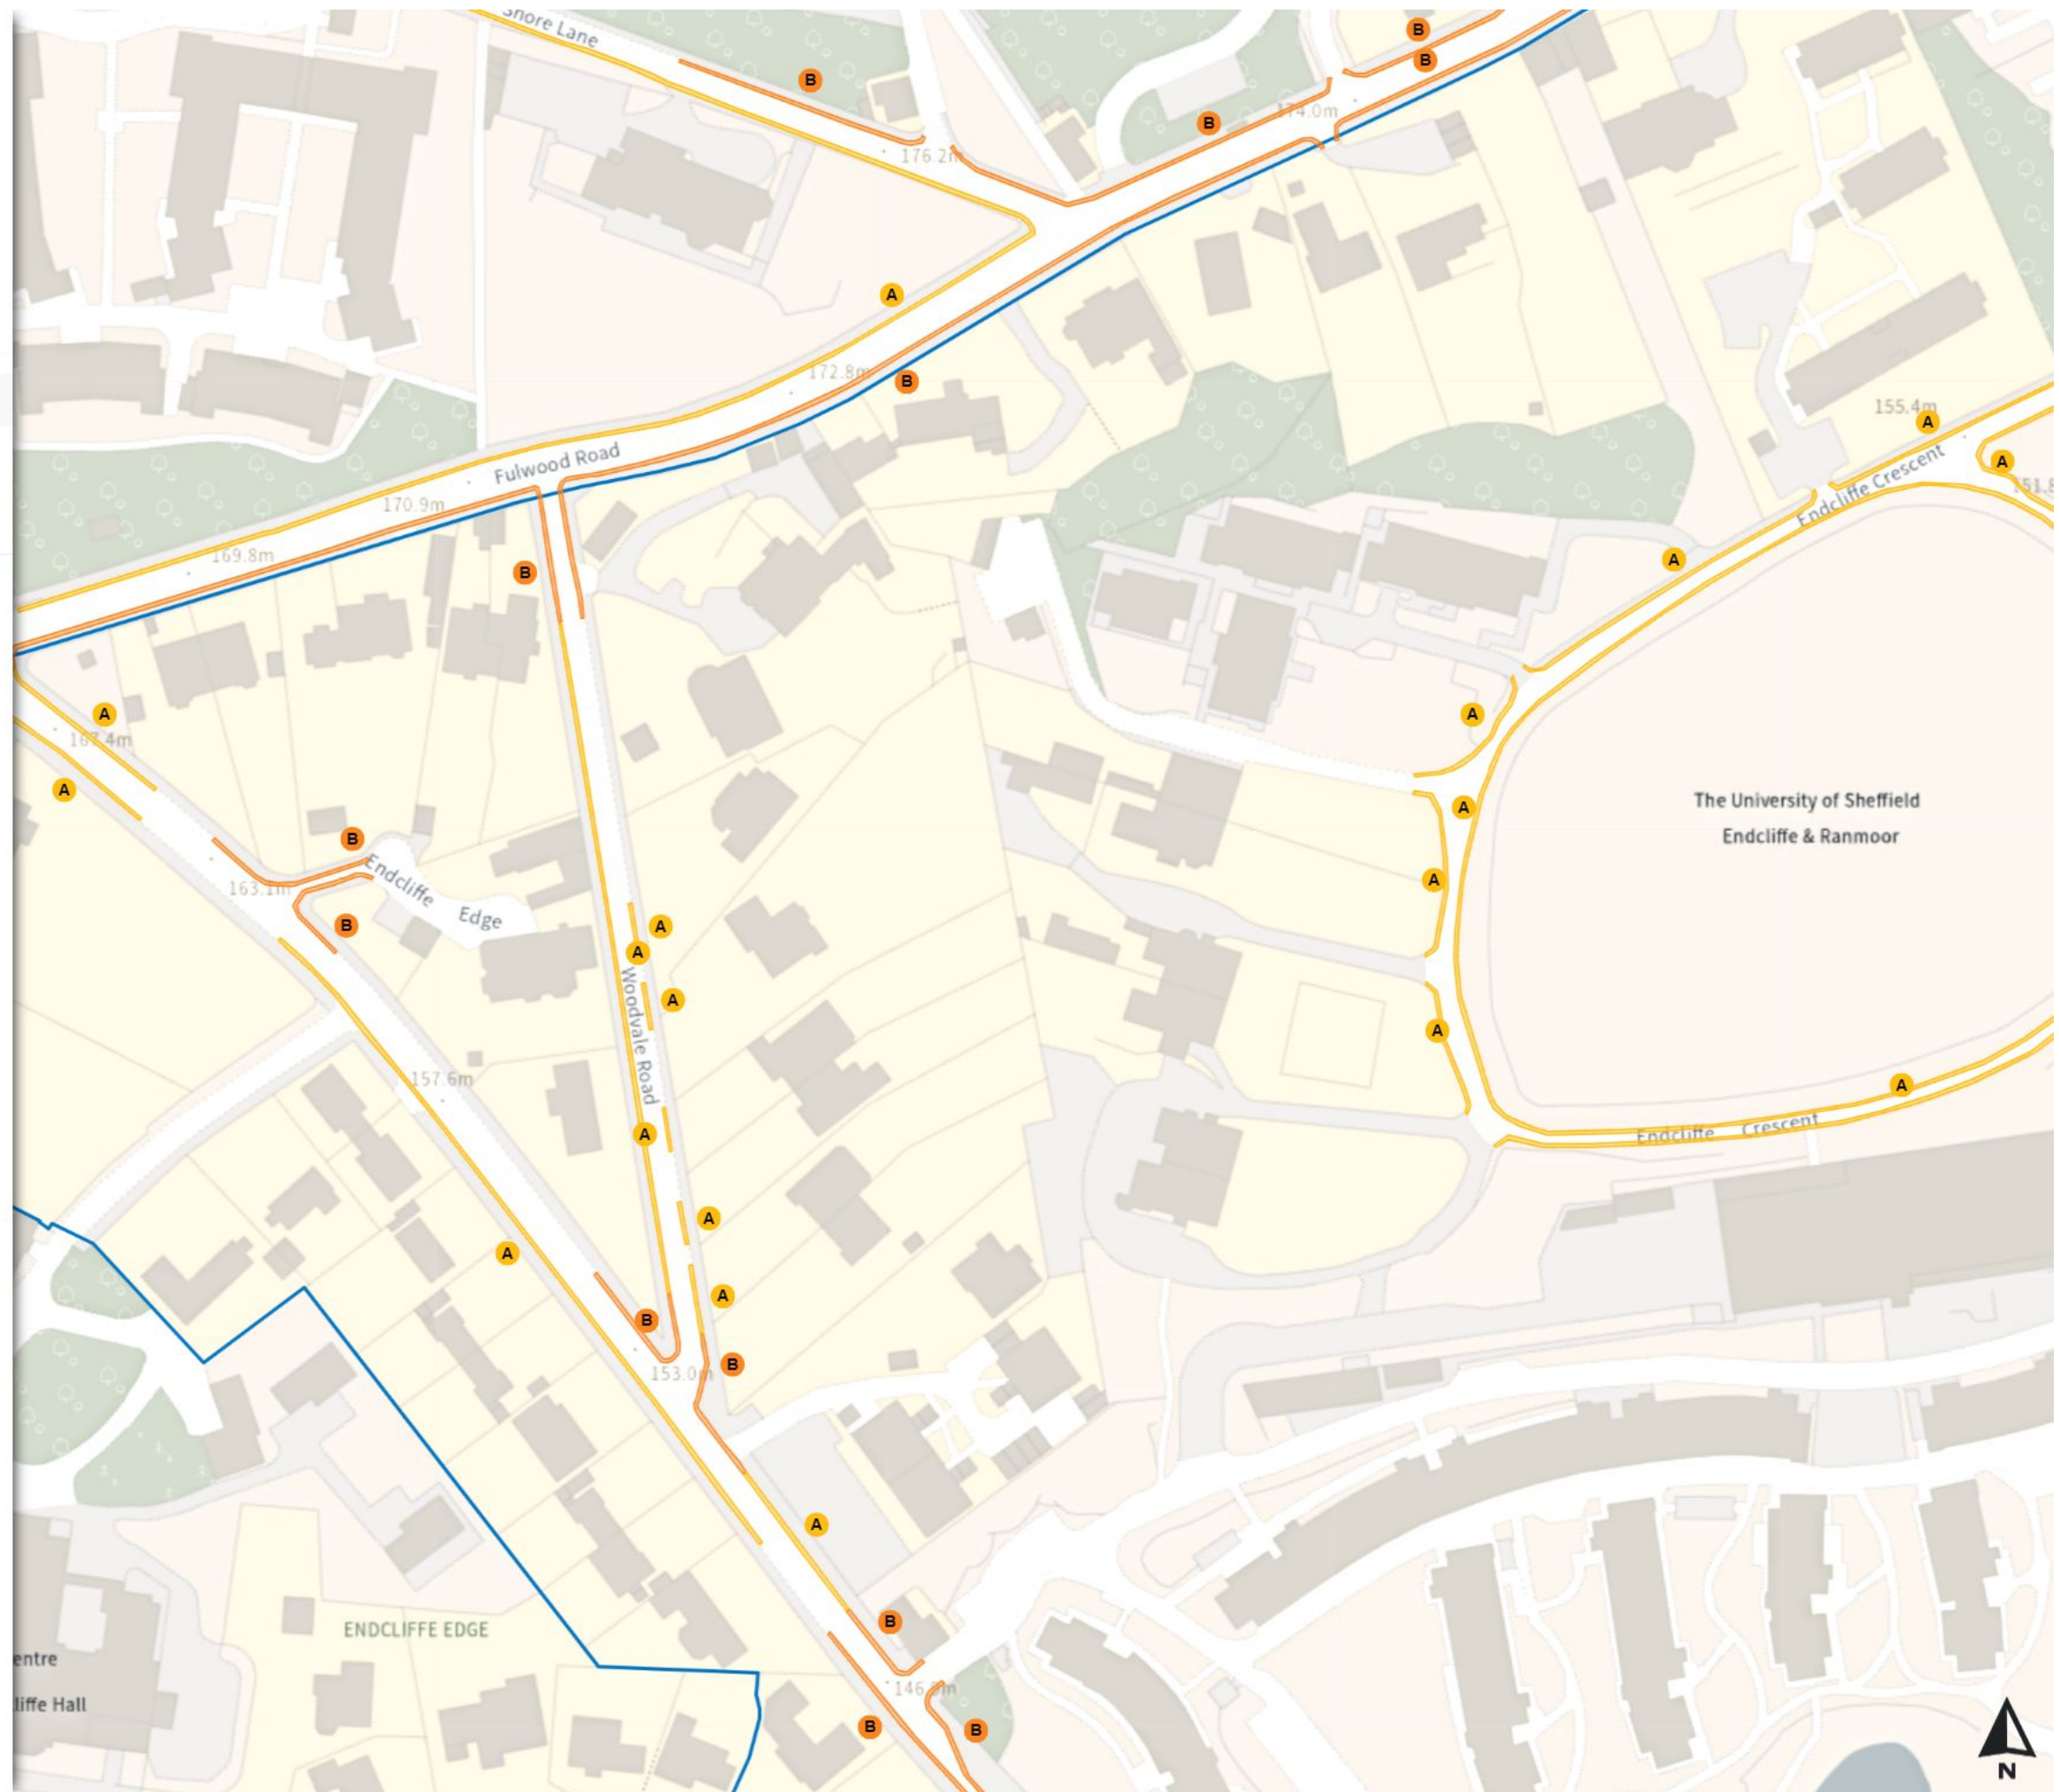 Shore Lane
B
B
B
B
174.0m
176.2m
A
172.8m
B
155.4m
A
Fulwood Road
A
170.9m
Endcliffe Crescent
169.8m
A
B
A
A
167.4m
A
The University of Sheffield
A
Endcliffe & Ranmoor
B
Endcliffe
Edge
163.1m
A
B
A
A
Woodvale Road
A
A
157.6m
A
A
Endcliffe Crescent
A
A
A
B
B
153.0m
A
B
ENDCLIFFE EDGE
entre
liffe Hall
B
B
N